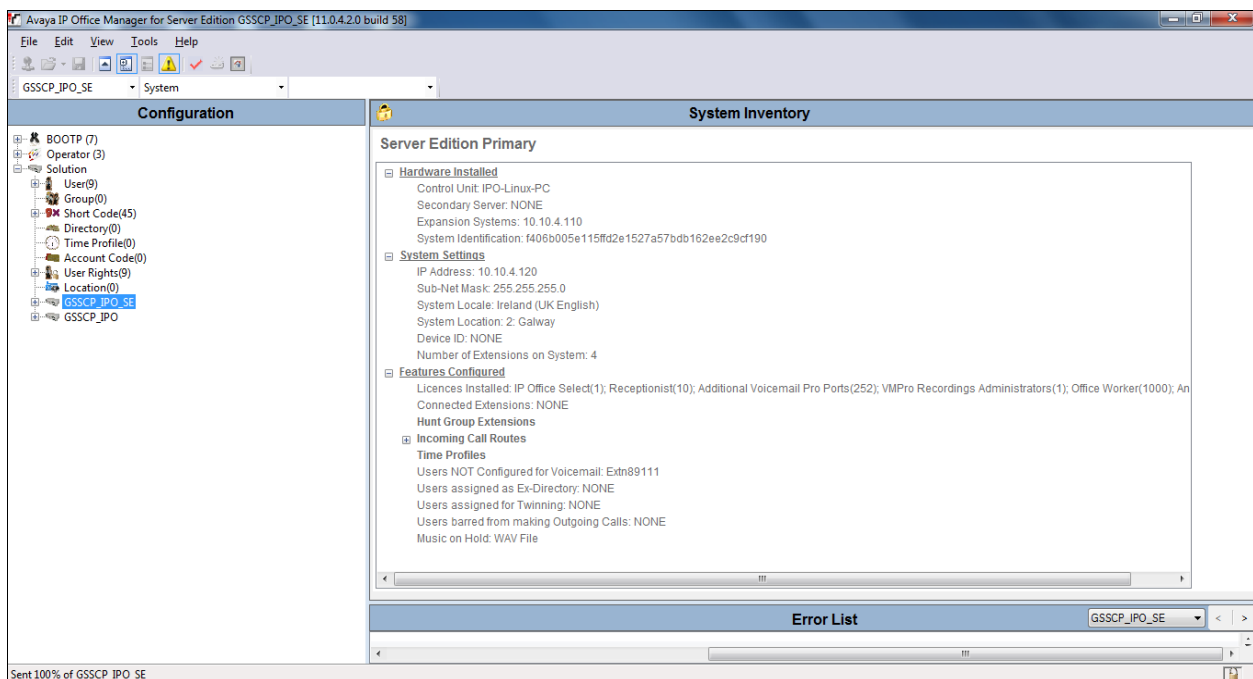 Avaya IP Office Manager for Server Edition GSSCP_IPO_SE [11.0.4.2.0 build 58]
File Edit View Tools Help
GSSCP_IPO_SE System
Configuration
BOOTP (7)
Operator (3)
Solution
User(9)
Group(0)
Short Code(45)
Directory(0)
Time Profile(0)
Account Code(0)
User Rights(9)
Location(0)
GSSCP_IPO_SE
GSSCP_IPO
System Inventory
Server Edition Primary
Hardware Installed
Control Unit: IPO-Linux-PC
Secondary Server: NONE
Expansion Systems: 10.10.4.110
System Identification: f406b005e115ffd2e1527a57bdb162ee2c9cf190
System Settings
IP Address: 10.10.4.120
Sub-Net Mask: 255.255.255.0
System Locale: Ireland (UK English)
System Location: 2: Galway
Device ID: NONE
Number of Extensions on System: 4
Features Configured
Licences Installed: IP Office Select(1); Receptionist(10); Additional Voicemail Pro Ports(252); VMPro Recordings Administrators(1); Office Worker(1000); An
Connected Extensions: NONE
Hunt Group Extensions
Incoming Call Routes
Time Profiles
Users NOT Configured for Voicemail: Extn89111
Users assigned as Ex-Directory: NONE
Users assigned for Twinning: NONE
Users barred from making Outgoing Calls: NONE
Music on Hold: WAV File
Error List
GSSCP_IPO_SE
Sent 100% of GSSCP_IPO_SE